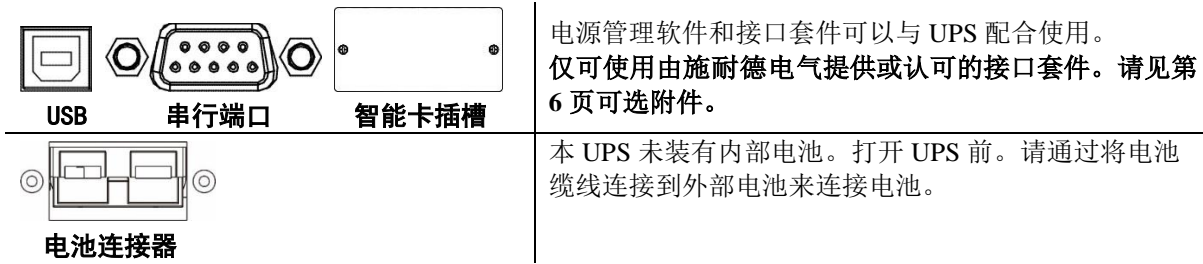 USB 串行端口 智能卡插槽
电源管理软件和接口套件可以与 UPS 配合使用。
仅可使用由施耐德电气提供或认可的接口套件。请见第
6 页可选附件。
电池连接器
本 UPS 未装有内部电池。打开 UPS 前。请通过将电池
缆线连接到外部电池来连接电池。